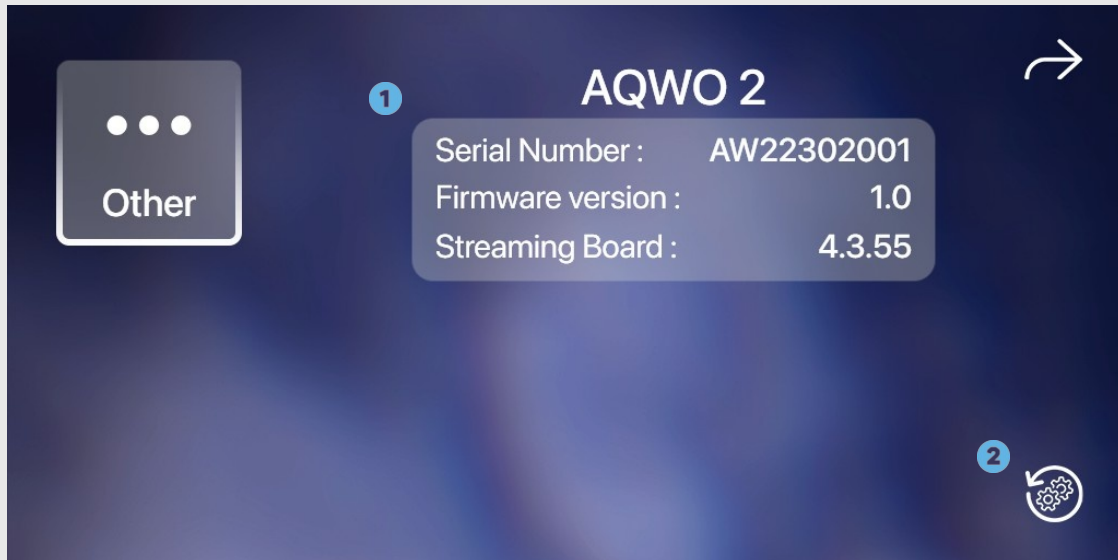 Other
1
AQWO 2
Serial Number : AW22302001
Firmware version : 1.0
Streaming Board : 4.3.55
2